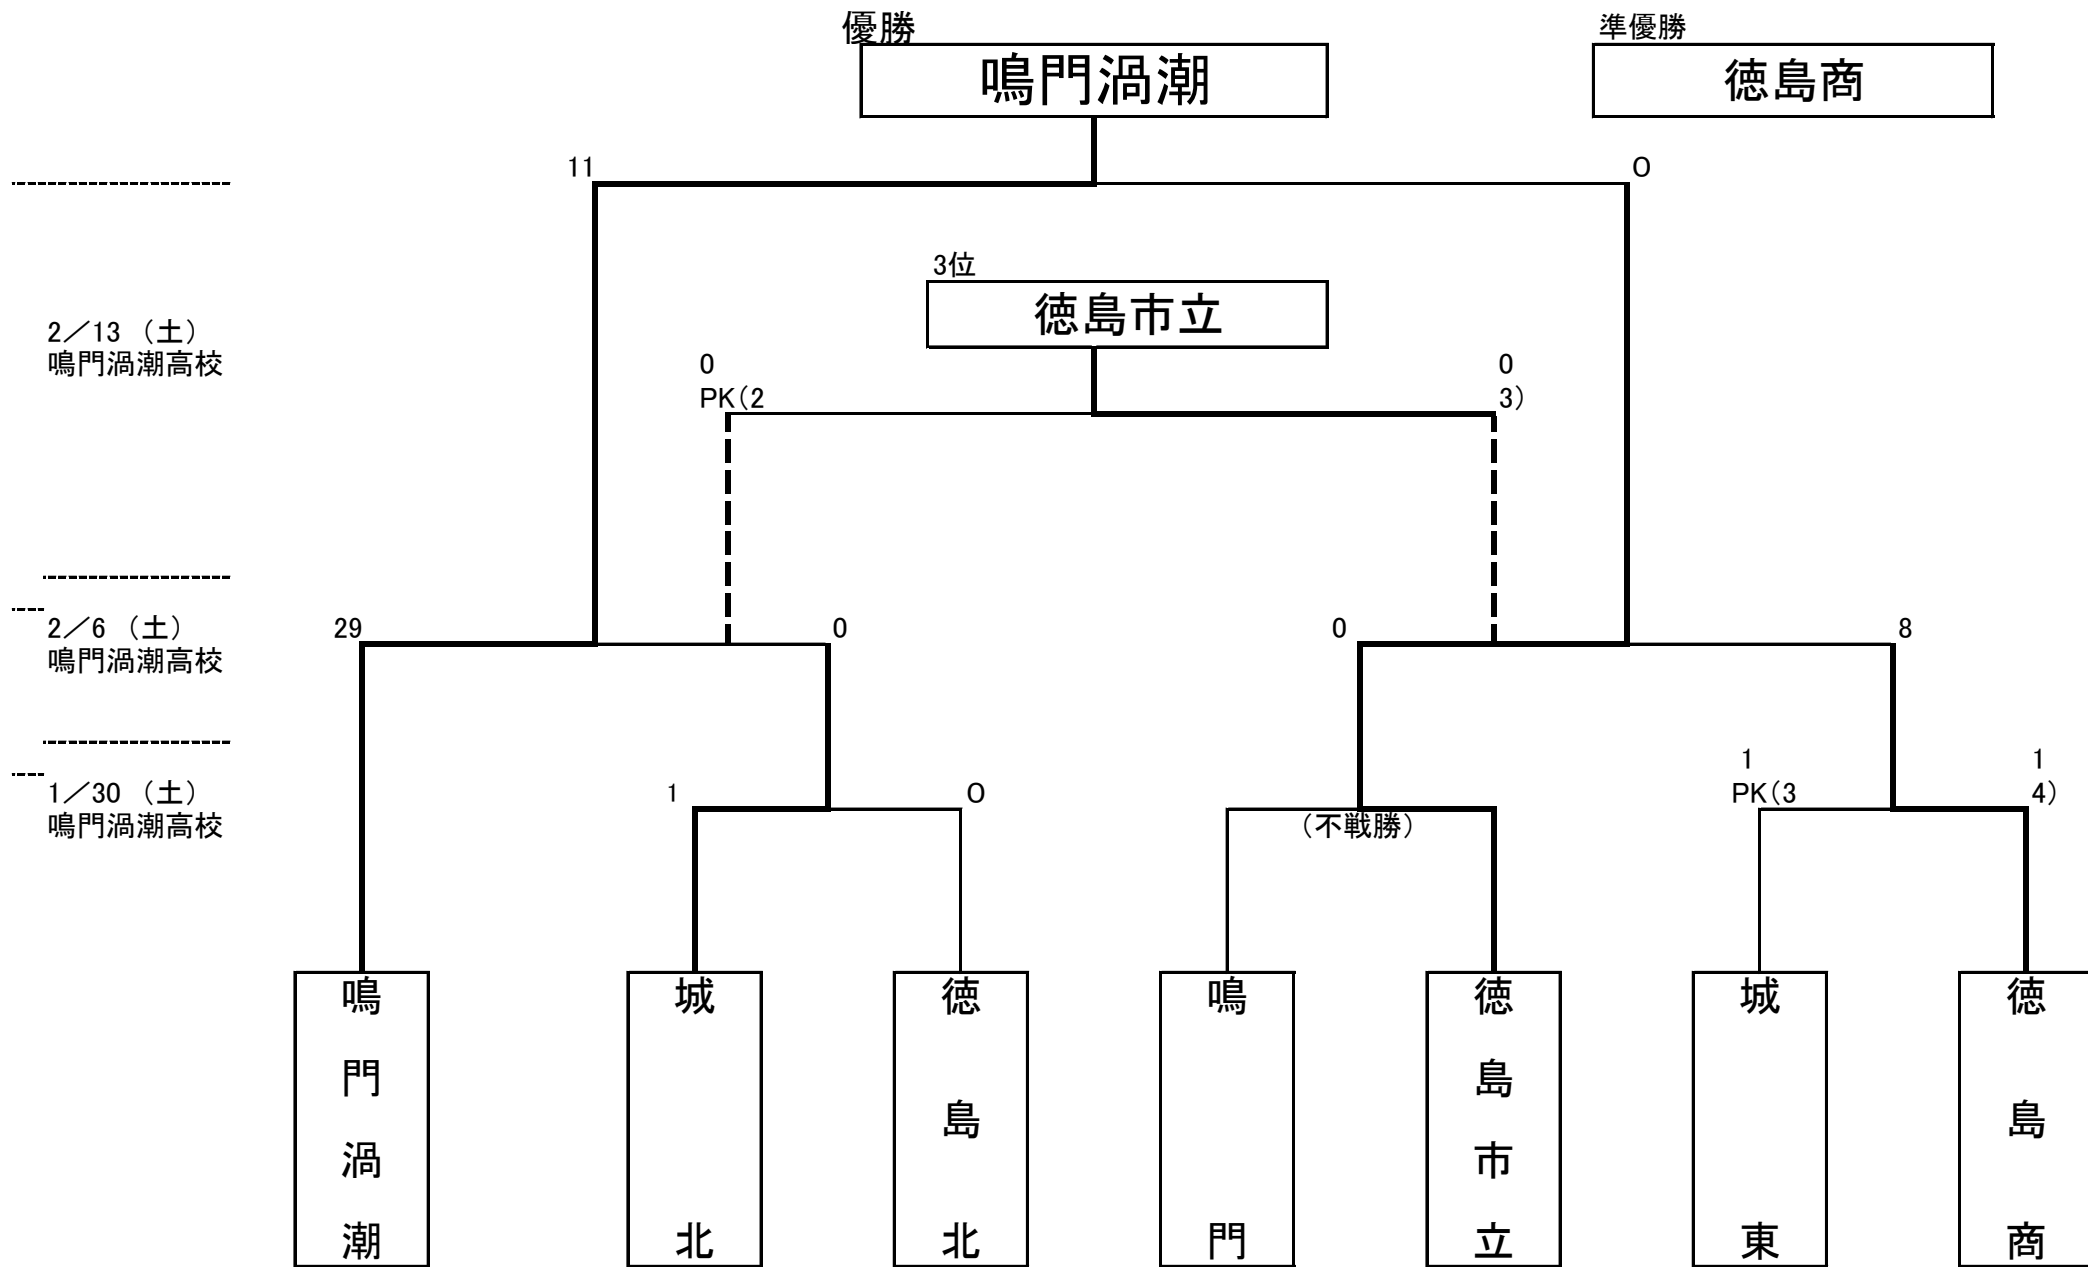 優勝
準優勝
鳴門渦潮
徳島商
11
0
3位
徳島市立
2／13 （土）
鳴門渦潮高校
0
PK(2
0
3)
2／6 （土）
鳴門渦潮高校
29
0
0
8
1／30 （土）
鳴門渦潮高校
1
0
（不戦勝）
1
PK(3
1
4)
鳴門渦潮
城北
徳島北
鳴門
徳島市立
城東
徳島商